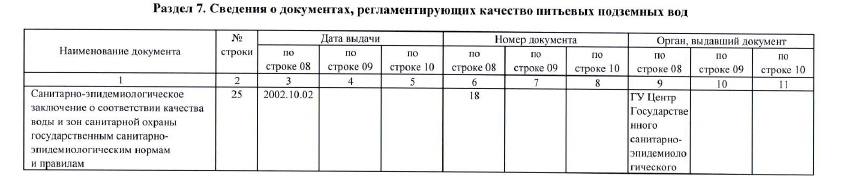 Раздел 7. Сведения о документах, регламентирующих качество питьевых подземных вод
Наименование документа № строки Дата выдачи Номер документа Орган, выдавший документ
по строке 08 по строке 09 по строке 10 по строке 08 по строке 09 по строке 10 по строке 08 по строке 09 по строке 10
1 2 3 4 5 6 7 8 9 10 11
Санитарно-эпидемиологическое 25 2002.10.02 18 ГУ Центр
заключение о соответствии качества Государстве
воды и зон санитарной охраны нного
государственным санитарно- санитарно-
эпидемиологическим нормам эпидемиоло
и правилам гического